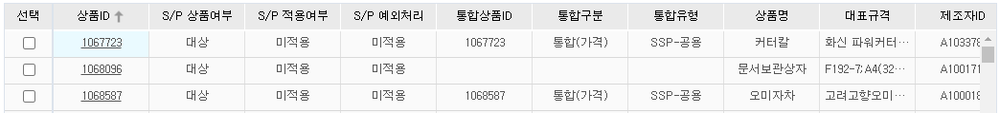 선택 상품ID ↑ S/P 상품여부 S/P 적용여부 S/P 예외처리 통합상품ID 통합구분 통합유형 상품명 대표규격 제조자ID
1067723 대상 미적용 미적용 1067723 통합(가격) SSP-공용 커터칼 화신 파워커터… A103378
1068096 대상 미적용 미적용 문서보관상자 F192-7;A4(32… A100171
1068587 대상 미적용 미적용 1068587 통합(가격) SSP-공용 오미자차 고려고향오미… A100018